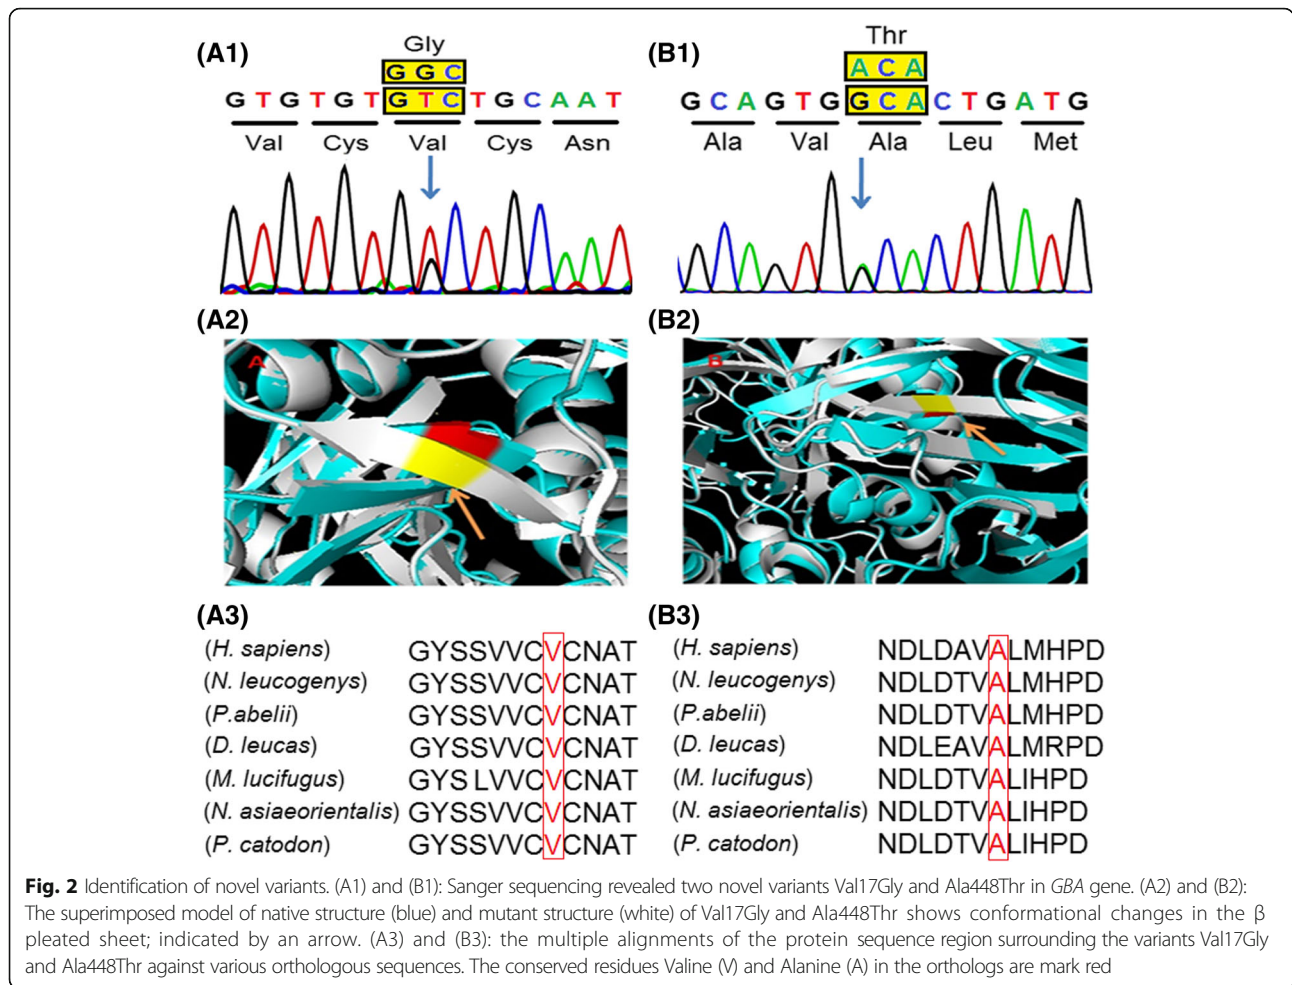 (A1)
Gly
GGC
GTGTGTGTCTGCAAT
Val Cys Val Cys Asn
(B1)
Thr
ACA
GCAGTGGCACTGATG
Ala Val Ala Leu Met
(A2)
A
(B2)
B
(A3)
(H. sapiens) GYSSVVCVCNAT
(N. leucogenys) GYSSVVCVCNAT
(P.abelii) GYSSVVCVCNAT
(D. leucas) GYSSVVCVCNAT
(M. lucifugus) GYSLVVCVCNAT
(N. asiaeorientalis) GYSSVVCVCNAT
(P. catodon) GYSSVVCVCNAT
(B3)
(H. sapiens) NDLDAVALMHPD
(N. leucogenys) NDLDTVALMHPD
(P.abelii) NDLDTVALMHPD
(D. leucas) NDLEAVALMRPD
(M. lucifugus) NDLDTVALIHPD
(N. asiaeorientalis) NDLDTVALIHPD
(P. catodon) NDLDTVALIHPD
Fig. 2 Identification of novel variants. (A1) and (B1): Sanger sequencing revealed two novel variants Val17Gly and Ala448Thr in GBA gene. (A2) and (B2):
The superimposed model of native structure (blue) and mutant structure (white) of Val17Gly and Ala448Thr shows conformational changes in the β
pleated sheet; indicated by an arrow. (A3) and (B3): the multiple alignments of the protein sequence region surrounding the variants Val17Gly
and Ala448Thr against various orthologous sequences. The conserved residues Valine (V) and Alanine (A) in the orthologs are mark red